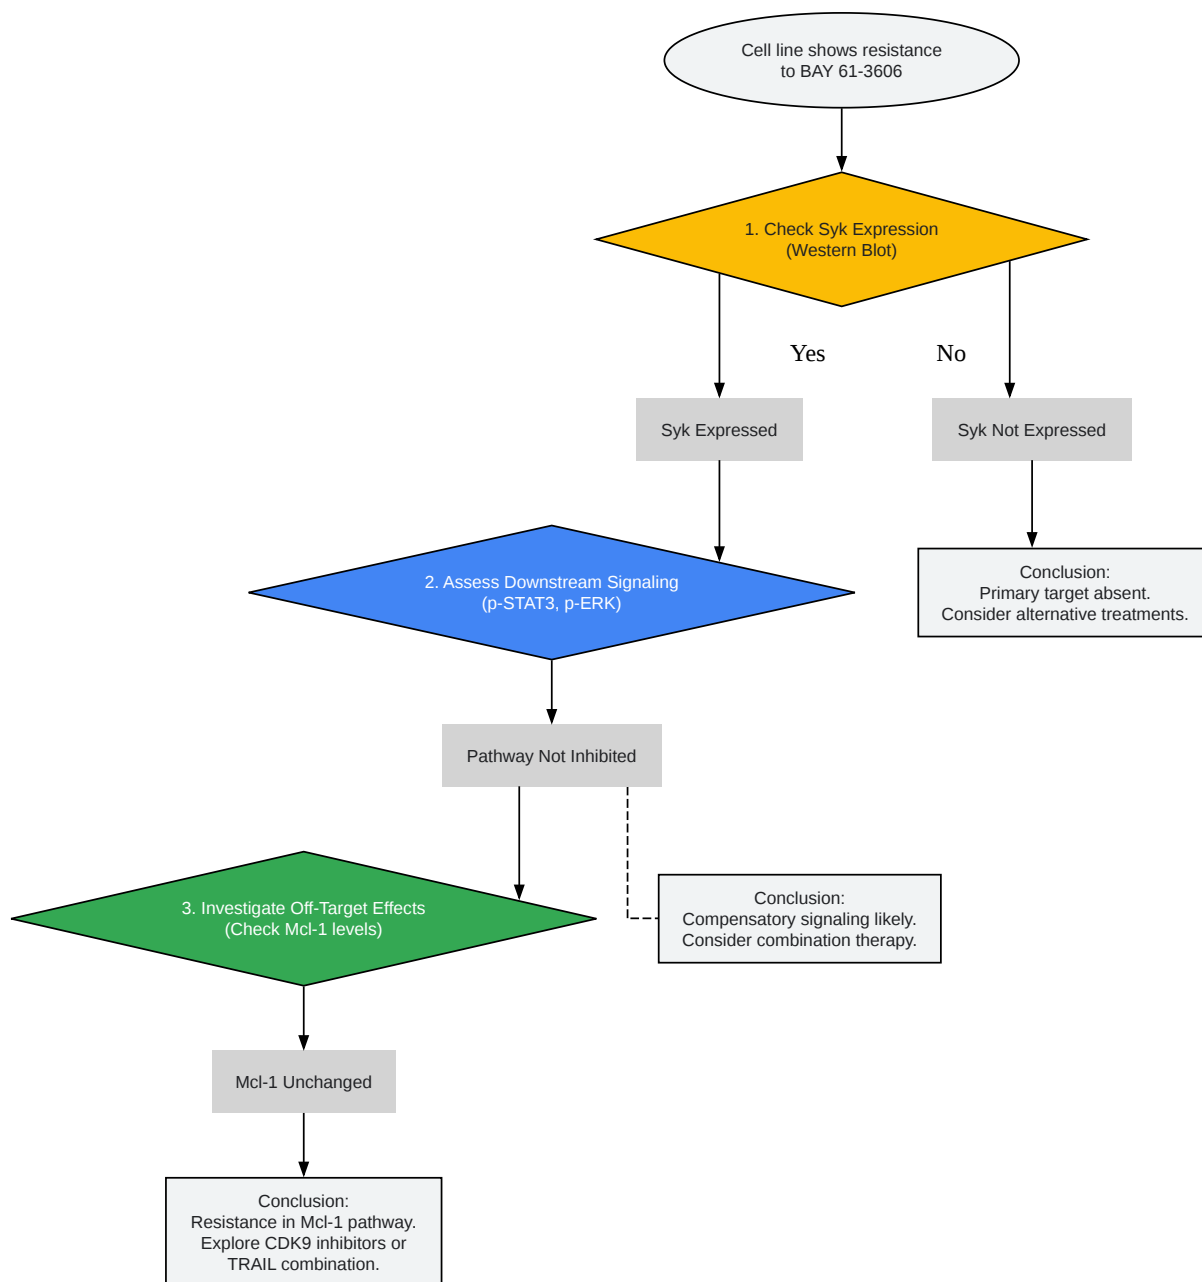 Cell line shows resistance
to BAY 61-3606
1. Check Syk Expression
(Western Blot)
Yes
No
Syk Expressed
Syk Not Expressed
2. Assess Downstream Signaling
(p-STAT3, p-ERK)
Conclusion:
Primary target absent.
Consider alternative treatments.
Pathway Not Inhibited
3. Investigate Off-Target Effects
(Check Mcl-1 levels)
Conclusion:
Compensatory signaling likely.
Consider combination therapy.
Mcl-1 Unchanged
Conclusion:
Resistance in Mcl-1 pathway.
Explore CDK9 inhibitors or
TRAIL combination.